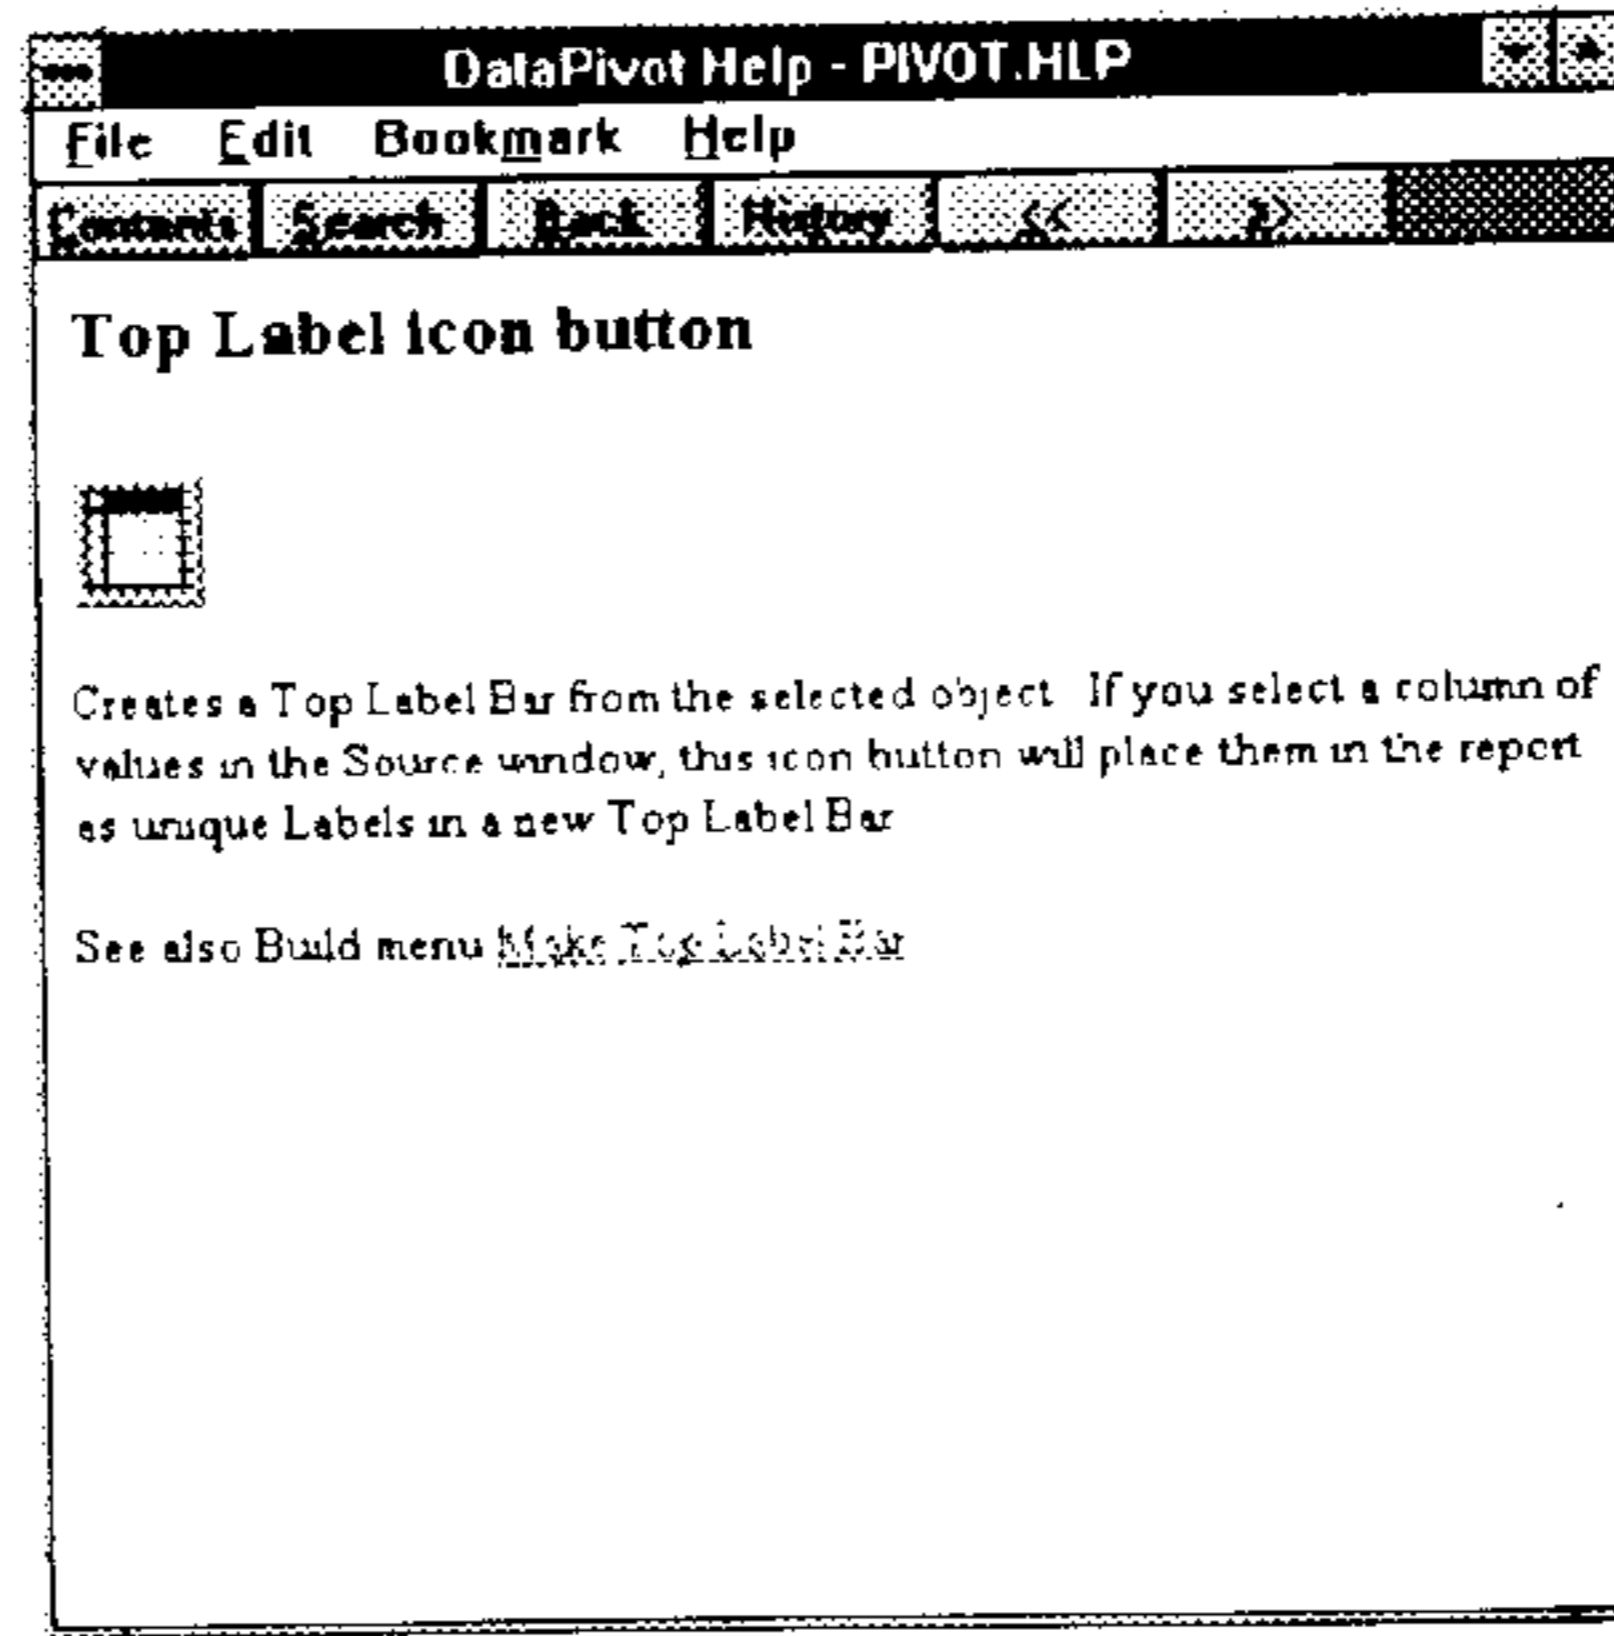 DataPivot Help - PIVOT.HLP
File Edit Bookmark Help
Contents Search Back History << >>
Top Label icon button
Creates a Top Label Bar from the selected object If you select a column of
values in the Source window, this icon button will place them in the report
as unique Labels in a new Top Label Bar
See also Build menu Make Top Label Bar